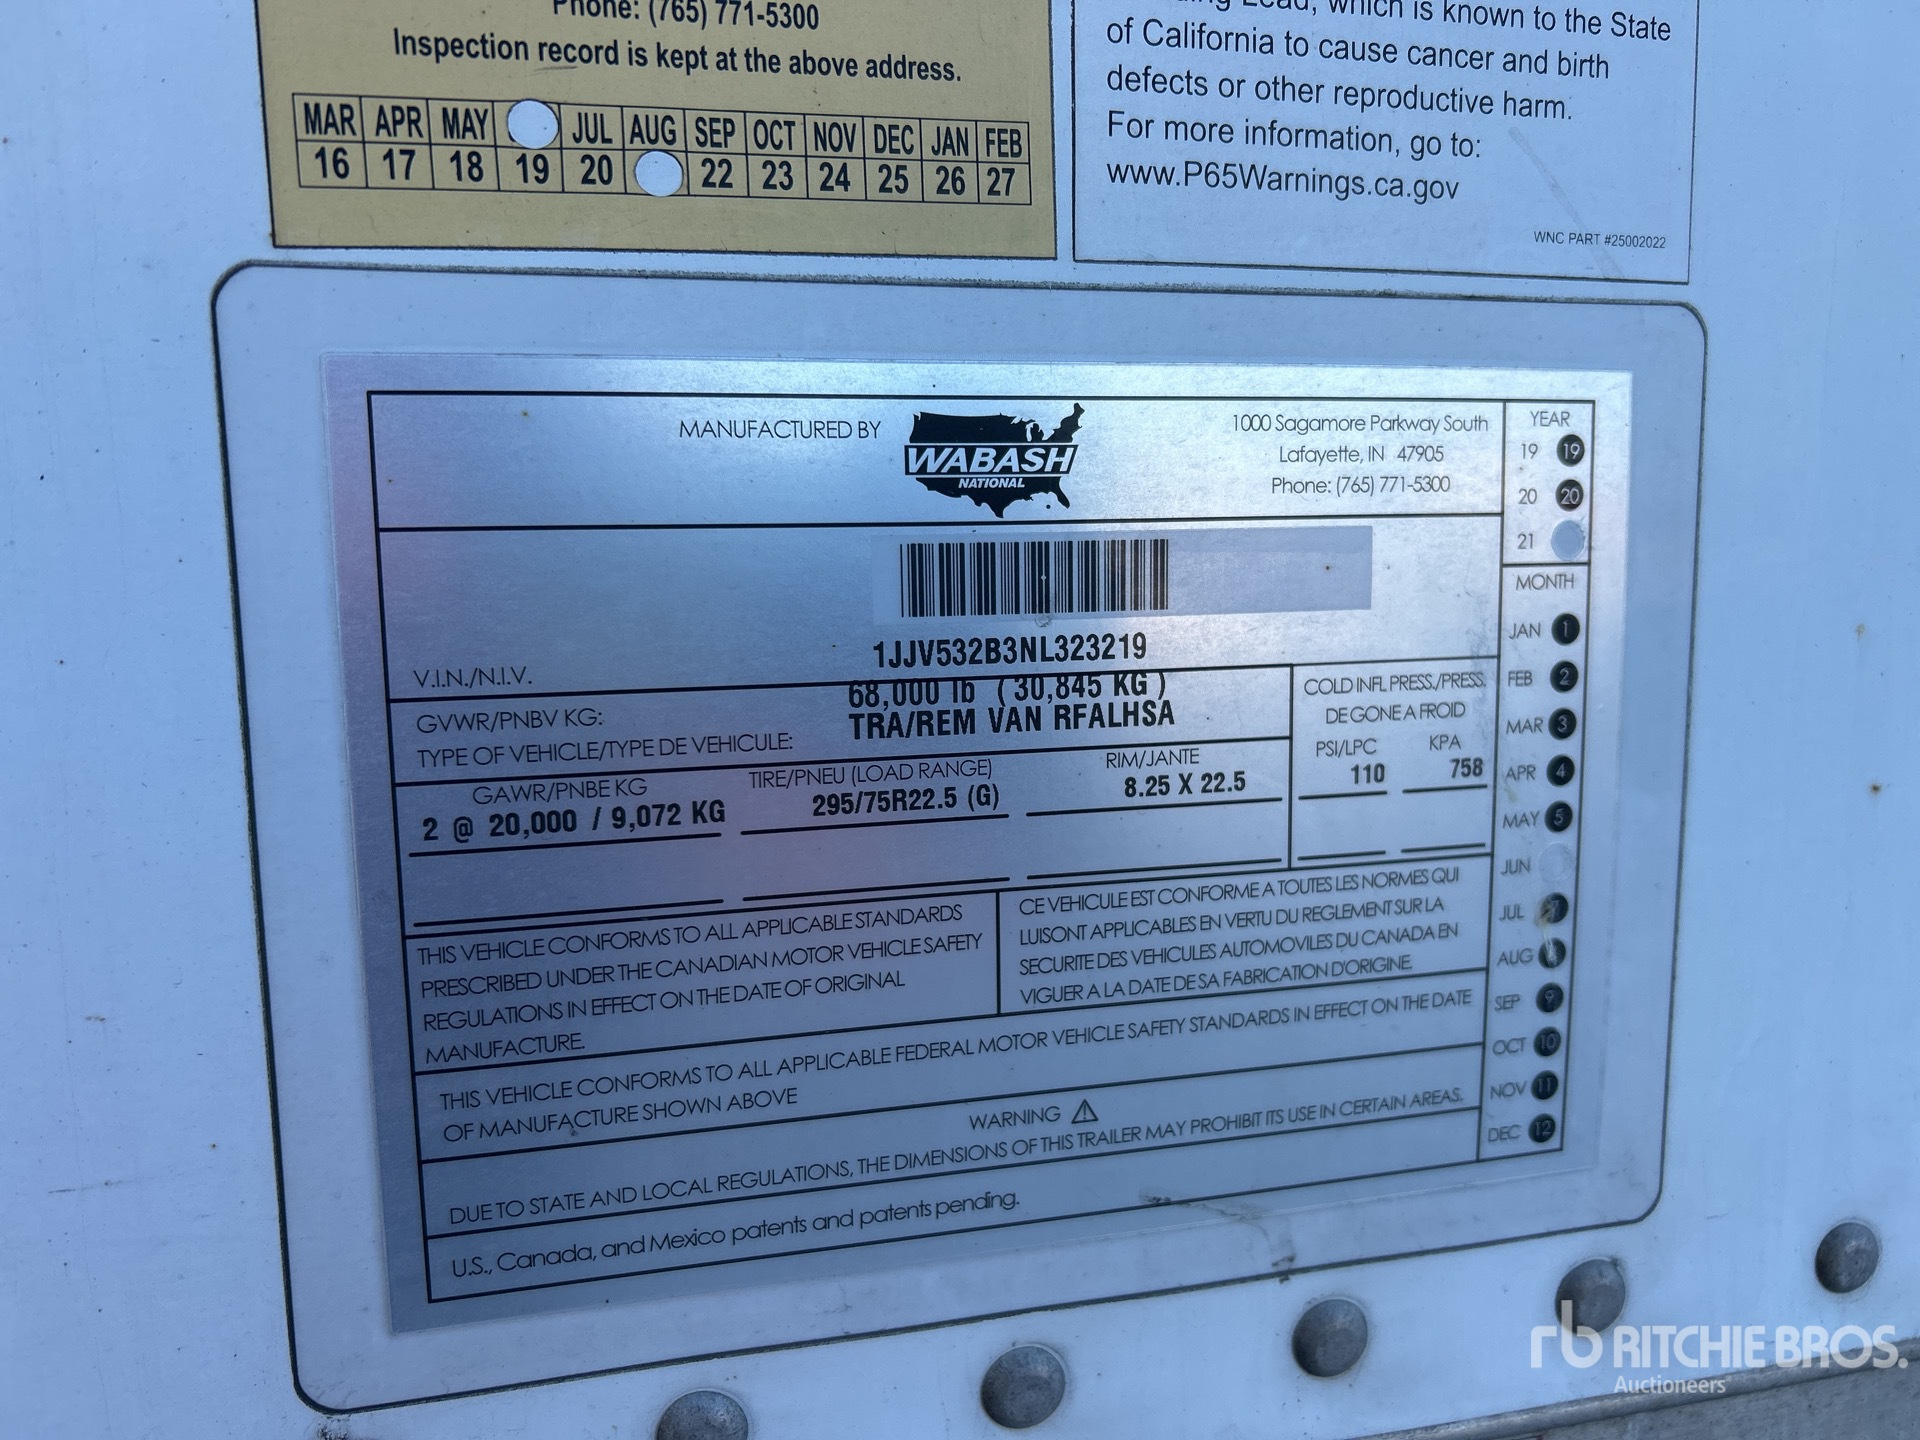 Phone: (765) 771-5300
Inspection record is kept at the above address.
MAR APR MAY JUL AUG SEP OCT NOV DEC JAN FEB
16 17 18 19 20 22 23 24 25 26 27
Lead, which is known to the State
of California to cause cancer and birth
defects or other reproductive harm.
For more information, go to:
www.P65Warnings.ca.gov
WNC PART #25002022
MANUFACTURED BY
WABASH
NATIONAL
1000 Sagamore Parkway South
Lafayette, IN 47905
Phone: (765) 771-5300
YEAR
19 19
20 20
21
MONTH
JAN 1
FEB 2
MAR 3
APR 4
MAY 5
JUN
JUL 7
AUG 8
SEP 9
OCT 10
NOV 11
DEC 12
V.I.N./N.I.V.
1JJV532B3NL323219
GVWR/PNBV KG:
68,000 lb ( 30,845 KG )
TYPE OF VEHICLE/TYPE DE VEHICULE:
TRA/REM VAN RFALHSA
COLD INFL PRESS./PRESS.
DE GONE A FROID
PSI/LPC KPA
110 758
GAWR/PNBE KG TIRE/PNEU (LOAD RANGE) RIM/JANTE
2 @ 20,000 / 9,072 KG 295/75R22.5 (G) 8.25 X 22.5
THIS VEHICLE CONFORMS TO ALL APPLICABLE STANDARDS
PRESCRIBED UNDER THE CANADIAN MOTOR VEHICLE SAFETY
REGULATIONS IN EFFECT ON THE DATE OF ORIGINAL
MANUFACTURE.
CE VEHICULE EST CONFORME A TOUTES LES NORMES QUI
LUI SONT APPLICABLES EN VERTU DU REGLEMENT SUR LA
SECURITE DES VEHICULES AUTOMOVILES DU CANADA EN
VIGUER A LA DATE DE SA FABRICATION D'ORIGINE.
THIS VEHICLE CONFORMS TO ALL APPLICABLE FEDERAL MOTOR VEHICLE SAFETY STANDARDS IN EFFECT ON THE DATE
OF MANUFACTURE SHOWN ABOVE
WARNING
DUE TO STATE AND LOCAL REGULATIONS, THE DIMENSIONS OF THIS TRAILER MAY PROHIBIT ITS USE IN CERTAIN AREAS.
U.S., Canada, and Mexico patents and patents pending.
rb RITCHIE BROS.
Auctioneers